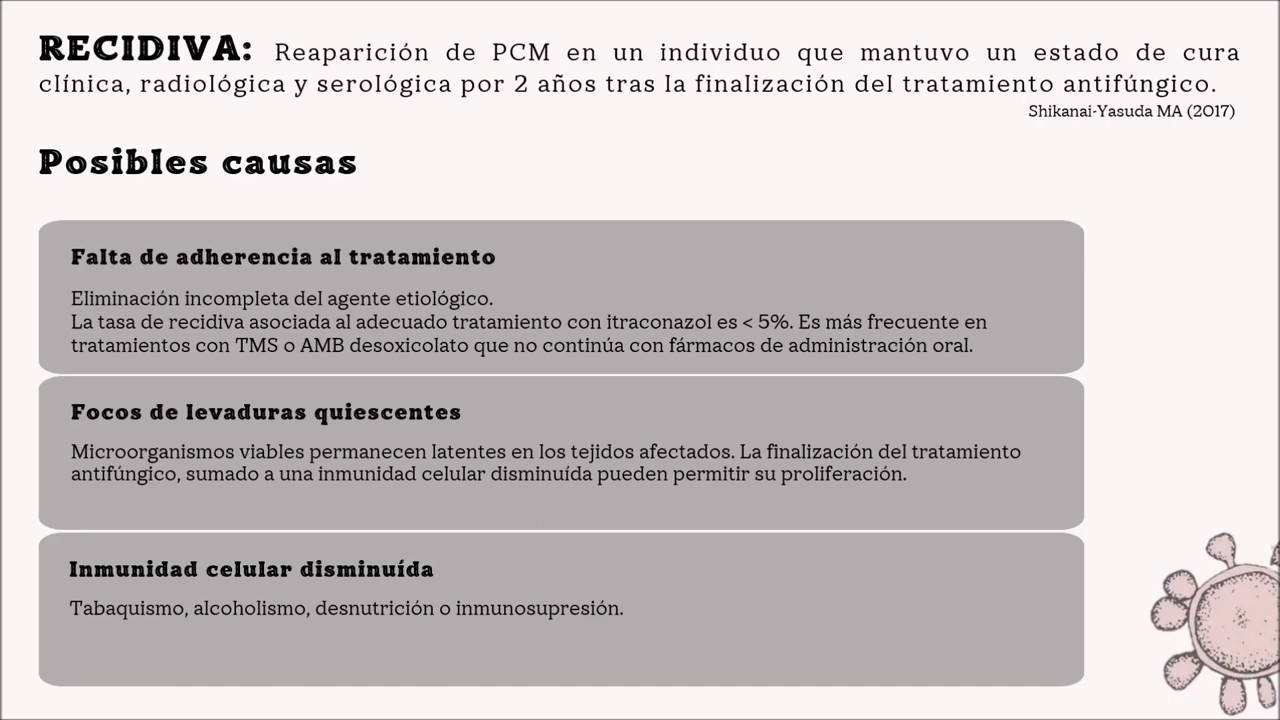 RECIDIVA: Reaparición de PCM en un individuo que mantuvo un estado de cura
clínica, radiológica y serológica por 2 años tras la finalización del tratamiento antifúngico.
Shikanai-Yasuda MA (2017)
Posibles causas
Falta de adherencia al tratamiento
Eliminación incompleta del agente etiológico.
La tasa de recidiva asociada al adecuado tratamiento con itraconazol es < 5%. Es más frecuente en
tratamientos con TMS o AMB desoxicolato que no continúa con fármacos de administración oral.
Focos de levaduras quiescentes
Microorganismos viables permanecen latentes en los tejidos afectados. La finalización del tratamiento
antifúngico, sumado a una inmunidad celular disminuída pueden permitir su proliferación.
Inmunidad celular disminuída
Tabaquismo, alcoholismo, desnutrición o inmunosupresión.